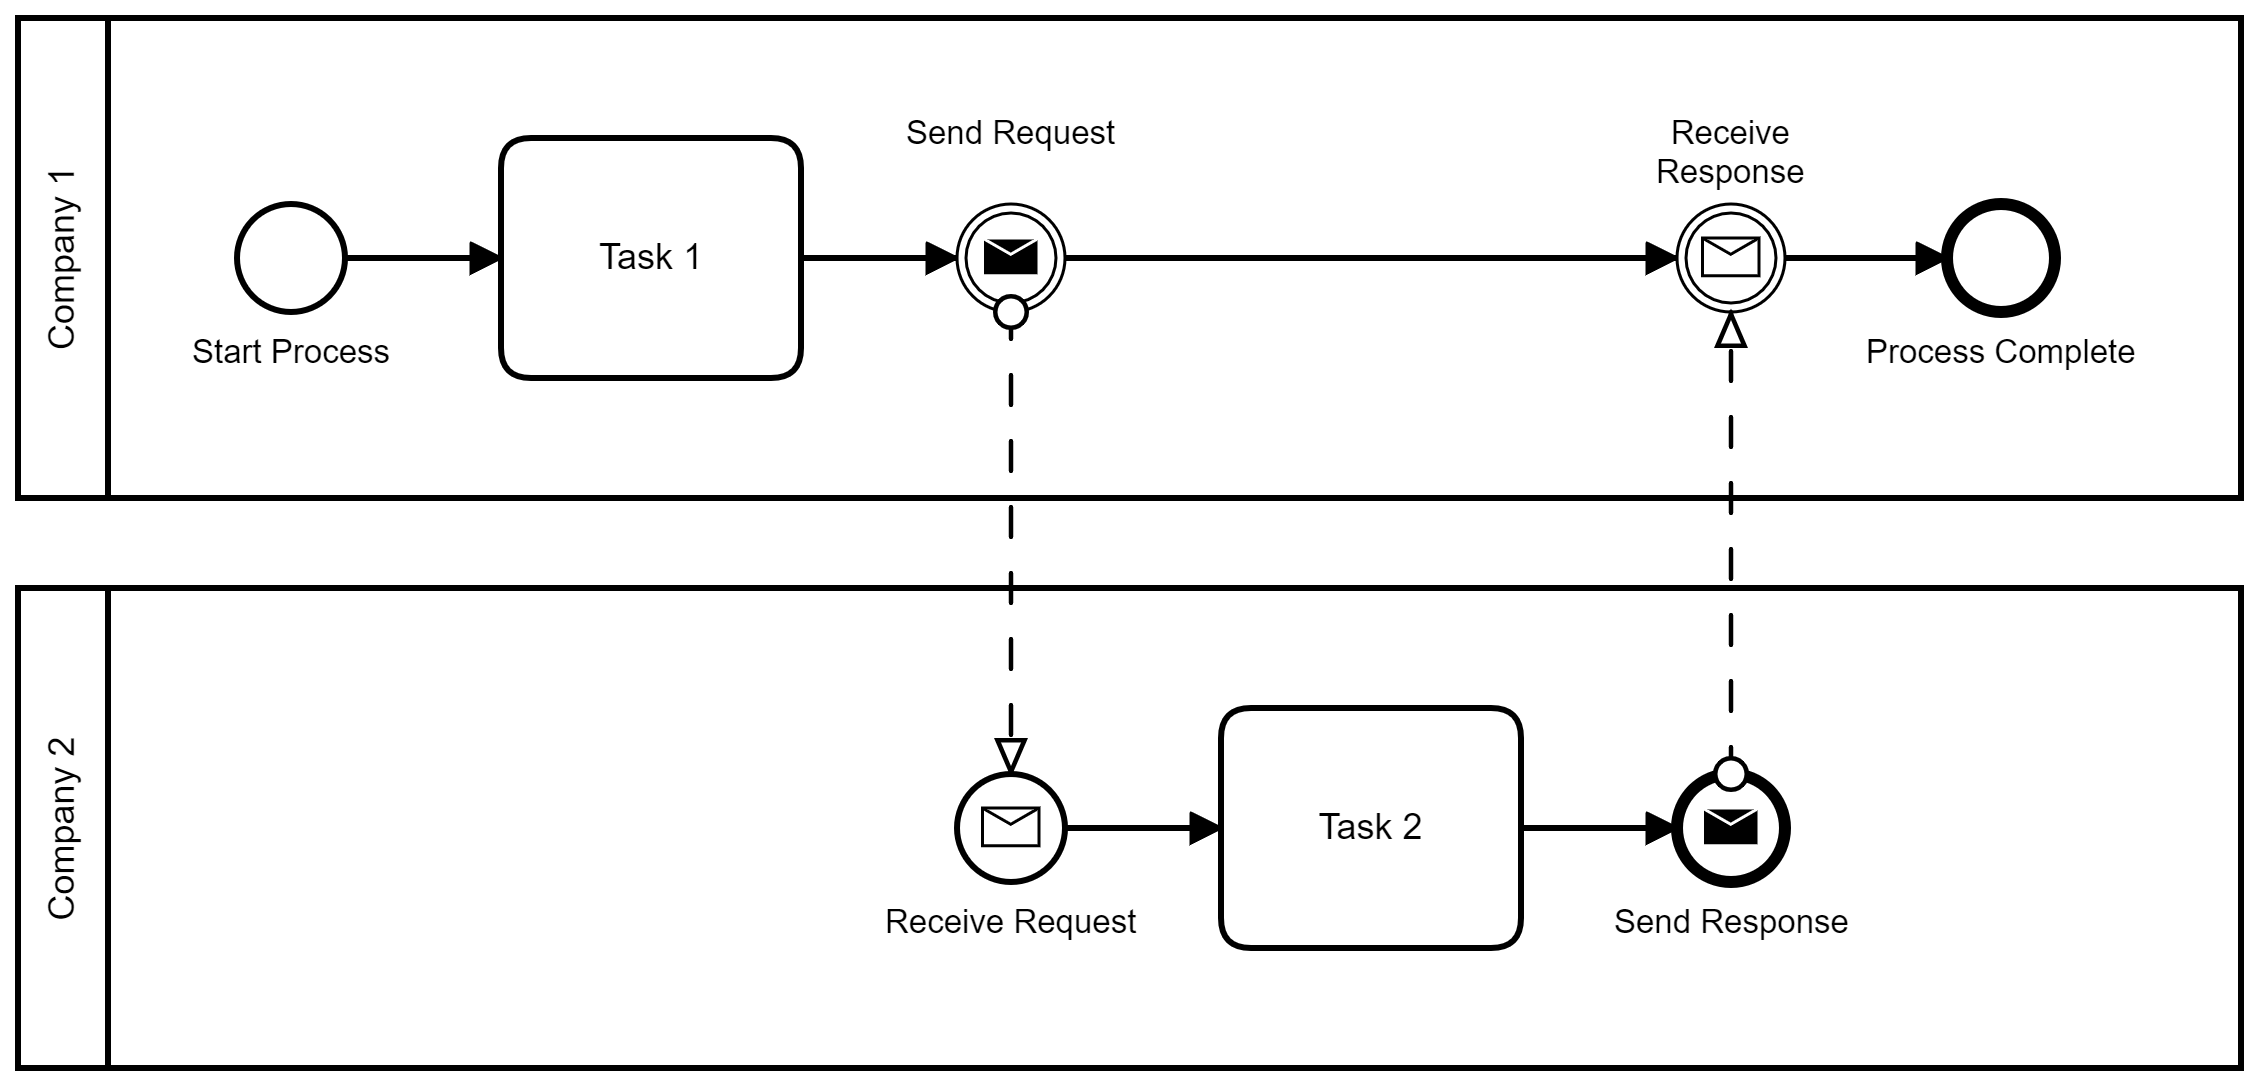 Company 1
Start Process
Task 1
Send Request
Receive
Response
Process Complete
Company 2
Receive Request
Task 2
Send Response